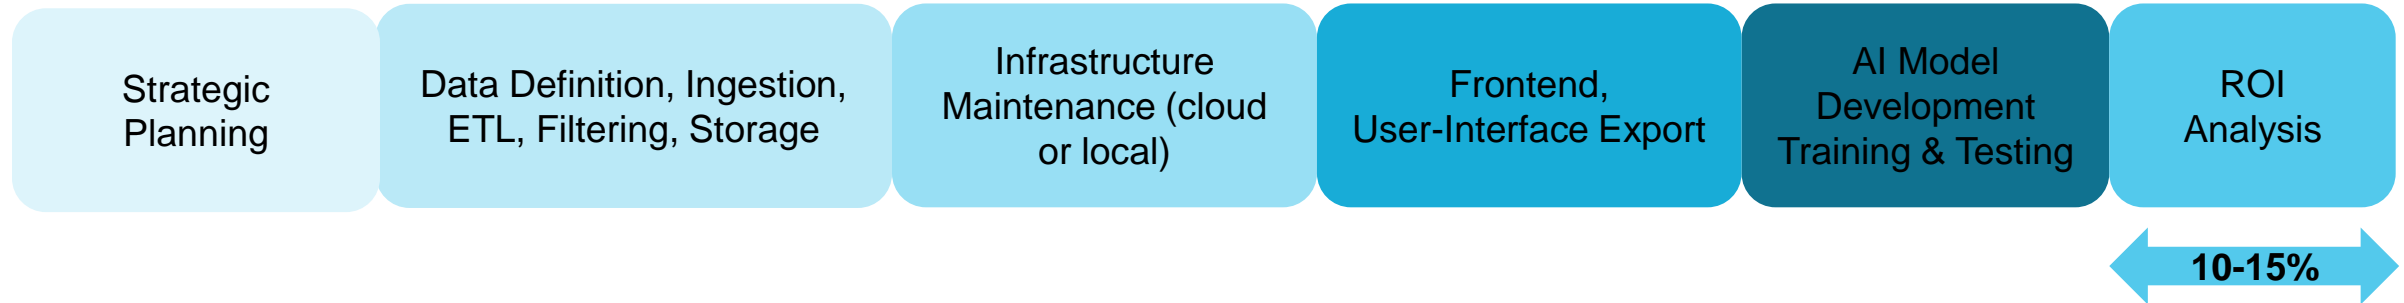 Strategic
Planning
Data Definition, Ingestion,
ETL, Filtering, Storage
Infrastructure
Maintenance (cloud
or local)
Frontend,
User-Interface Export
AI Model
Development
Training & Testing
ROI
Analysis
10-15%